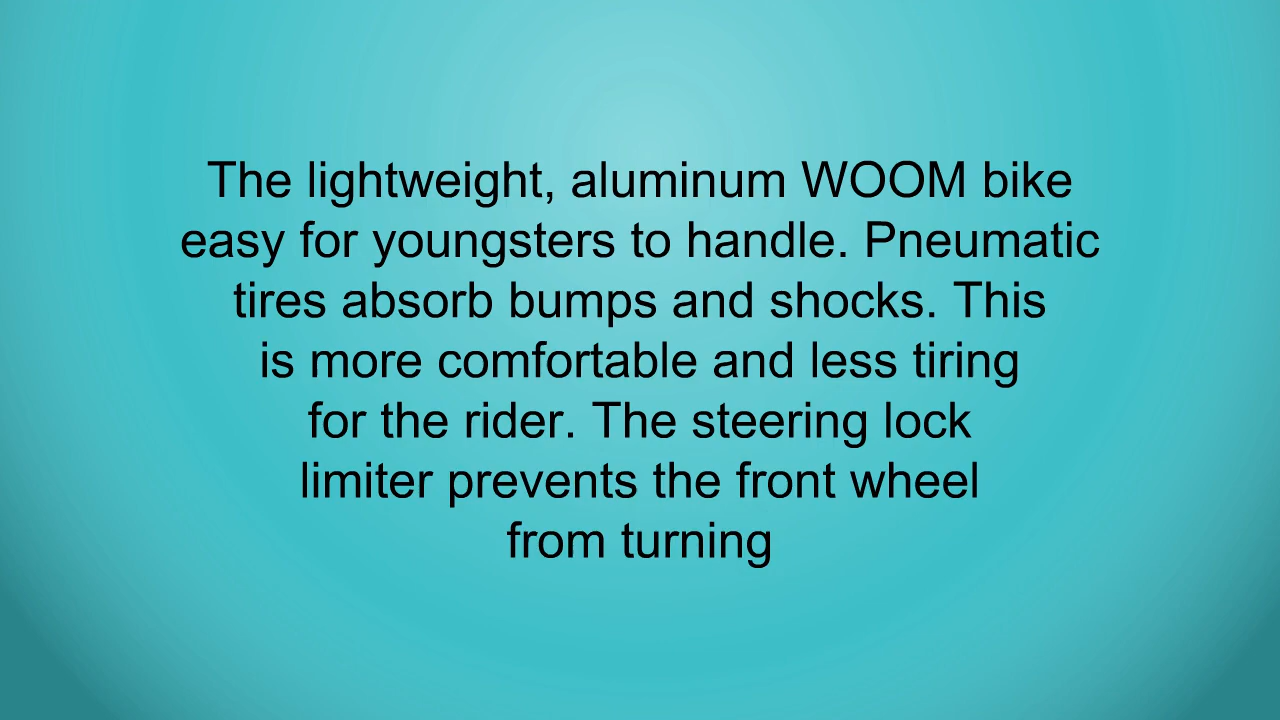 The lightweight, aluminum WOOM bike
easy for youngsters to handle. Pneumatic
tires absorb bumps and shocks. This
is more comfortable and less tiring
for the rider. The steering lock
limiter prevents the front wheel
from turning